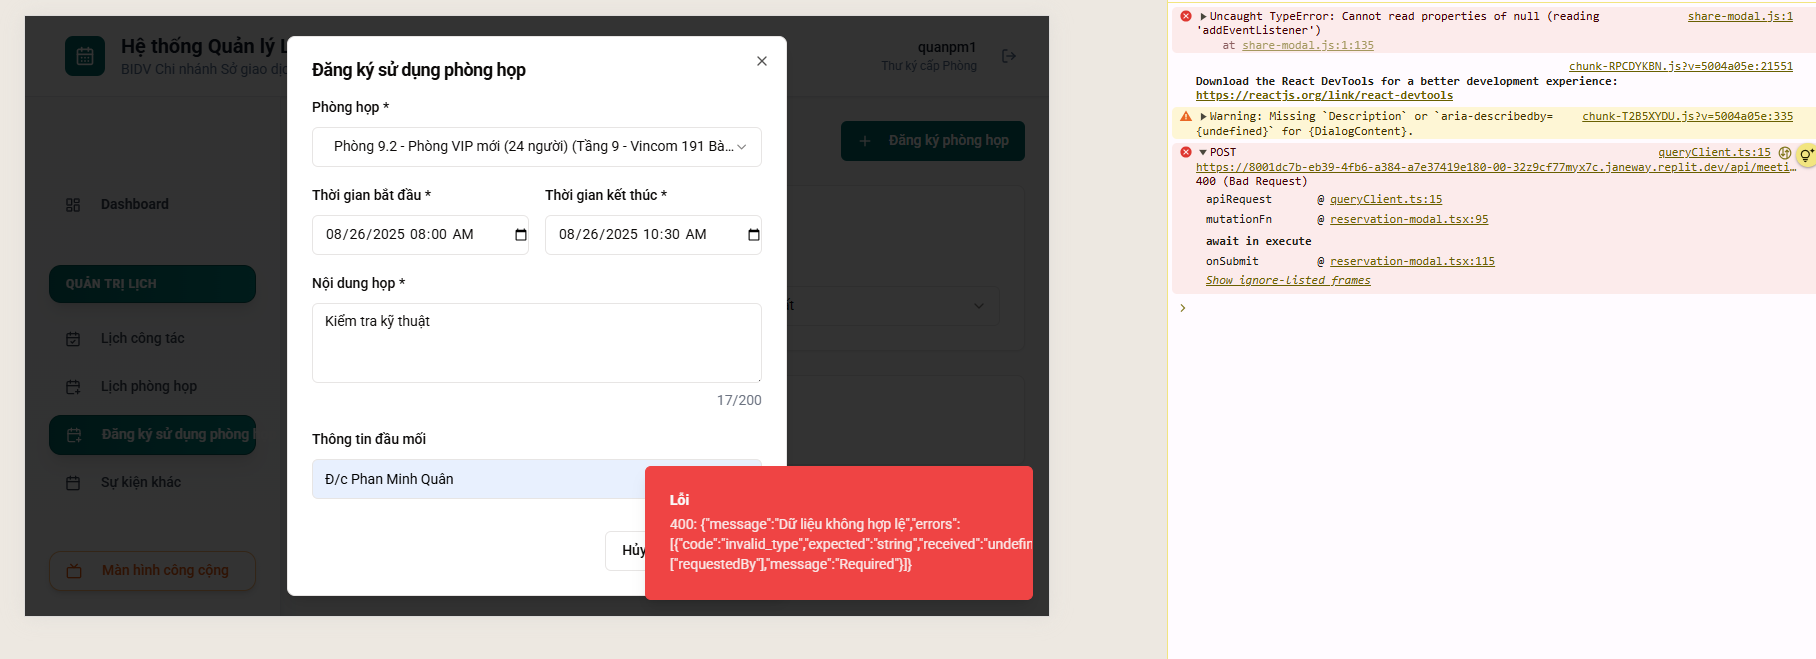 Hệ thống Quản lý L
BIDV Chi nhánh Sở giao dịc
quanpm1
Thư ký cấp Phòng
Đăng ký phòng họp
Dashboard
QUẢN TRỊ LỊCH
Lịch công tác
Lịch phòng họp
Đăng ký sử dụng phòng h
Sự kiện khác
Màn hình công cộng
Đăng ký sử dụng phòng họp
Phòng họp *
Phòng 9.2 - Phòng VIP mới (24 người) (Tầng 9 - Vincom 191 Bà...
Thời gian bắt đầu *
Thời gian kết thúc *
08/26/2025 08:00 AM
08/26/2025 10:30 AM
Nội dung họp *
Kiểm tra kỹ thuật
17/200
Thông tin đầu mối
Đ/c Phan Minh Quân
Hủy
Lỗi
400: {"message":"Dữ liệu không hợp lệ","errors":
[{"code":"invalid_type","expected":"string","received":"undefin
["requestedBy"],"message":"Required"}]}
Uncaught TypeError: Cannot read properties of null (reading share-modal.js:1
'addEventListener')
at share-modal.js:1:135
chunk-RPCDYKBN.js?v=5004a05e:21551
Download the React DevTools for a better development experience:
https://reactjs.org/link/react-devtools
Warning: Missing `Description` or `aria-describedby= chunk-T2B5XYDU.js?v=5004a05e:335
{undefined}` for {DialogContent}.
POST queryClient.ts:15
https://8001dc7b-eb39-4fb6-a384-a7e37419e180-00-32z9cf77myx7c.janeway.replit.dev/api/meeti…
400 (Bad Request)
apiRequest @ queryClient.ts:15
mutationFn @ reservation-modal.tsx:95
await in execute
onSubmit @ reservation-modal.tsx:115
Show ignore-listed frames